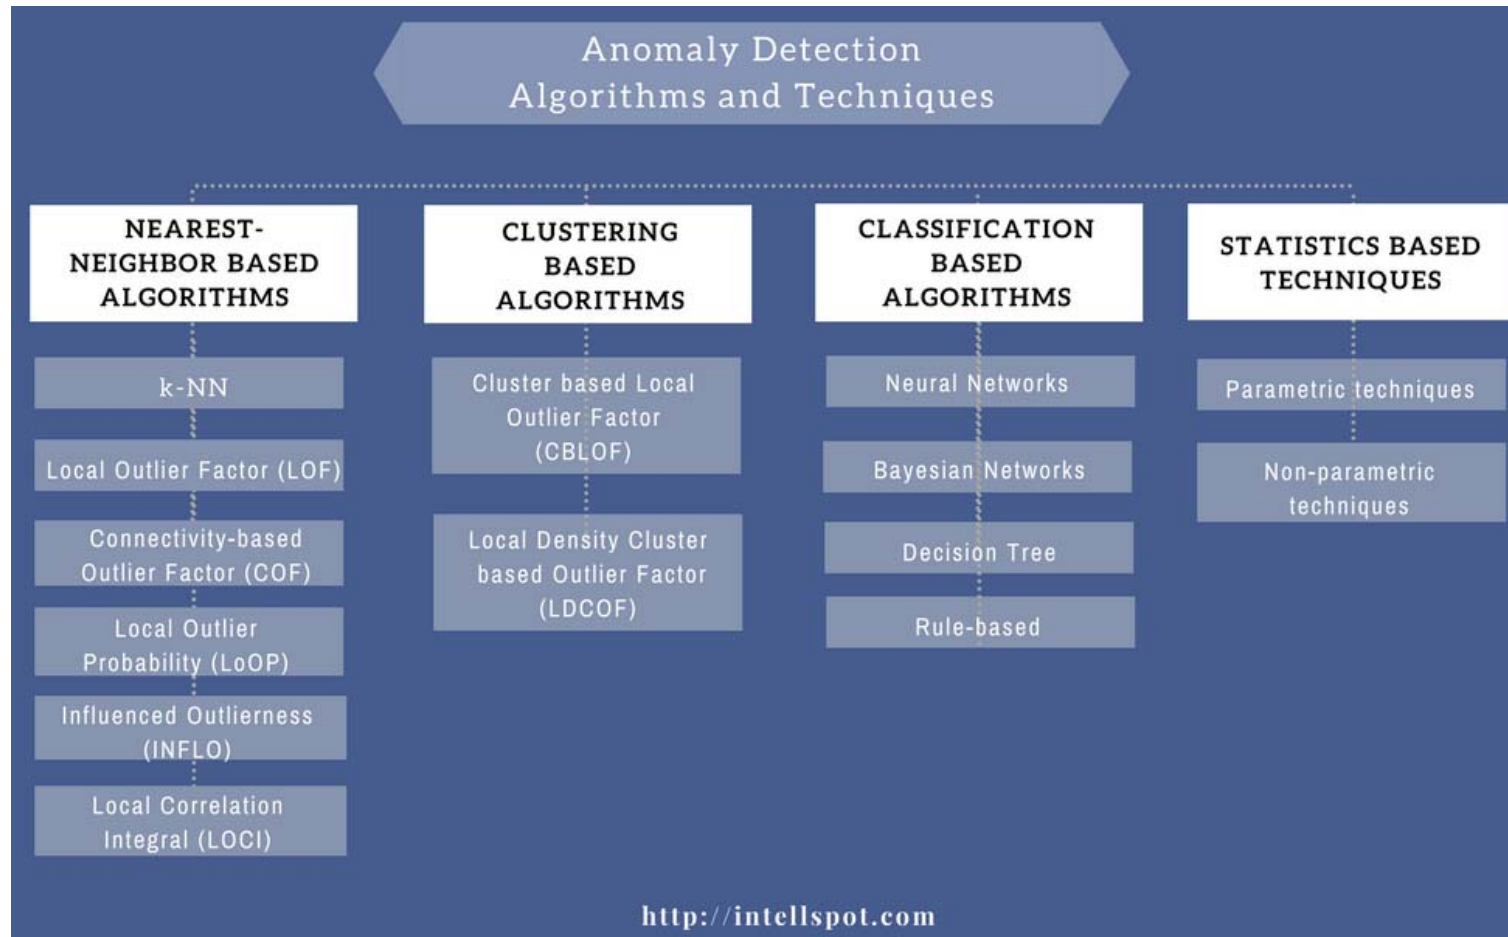 Anomaly Detection
Algorithms and Techniques
NEAREST-
NEIGHBOR BASED
ALGORITHMS
k-NN
Local Outlier Factor (LOF)
Connectivity-based
Outlier Factor (COF)
Local Outlier
Probability (LoOP)
Influenced Outlierness
(INFLO)
Local Correlation
Integral (LOCI)
CLUSTERING
BASED
ALGORITHMS
Cluster based Local
Outlier Factor
(CBLOF)
Local Density Cluster
based Outlier Factor
(LDCOF)
CLASSIFICATION
BASED
ALGORITHMS
Neural Networks
Bayesian Networks
Decision Tree
Rule-based
STATISTICS BASED
TECHNIQUES
Parametric techniques
Non-parametric
techniques
http://intellspot.com